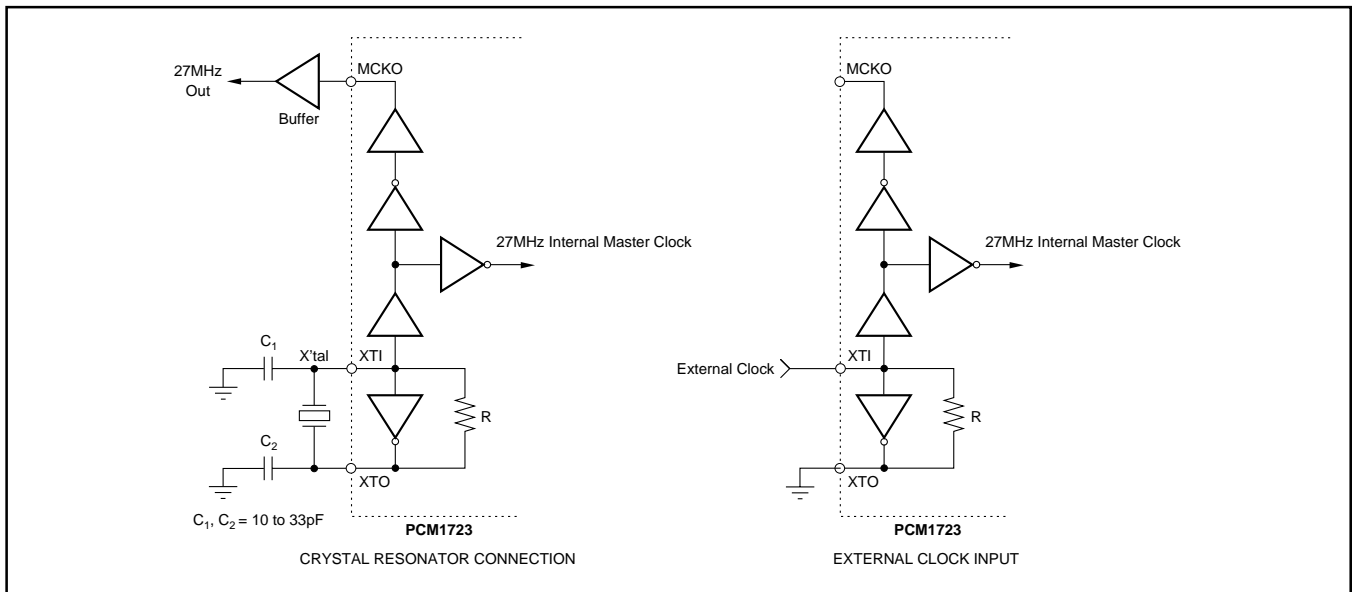 27MHz
Out
Buffer
MCKO
27MHz Internal Master Clock
C1
X'tal
XTI
R
C2
XTO
C1, C2 = 10 to 33pF
PCM1723
CRYSTAL RESONATOR CONNECTION
MCKO
27MHz Internal Master Clock
External Clock
XTI
R
XTO
PCM1723
EXTERNAL CLOCK INPUT